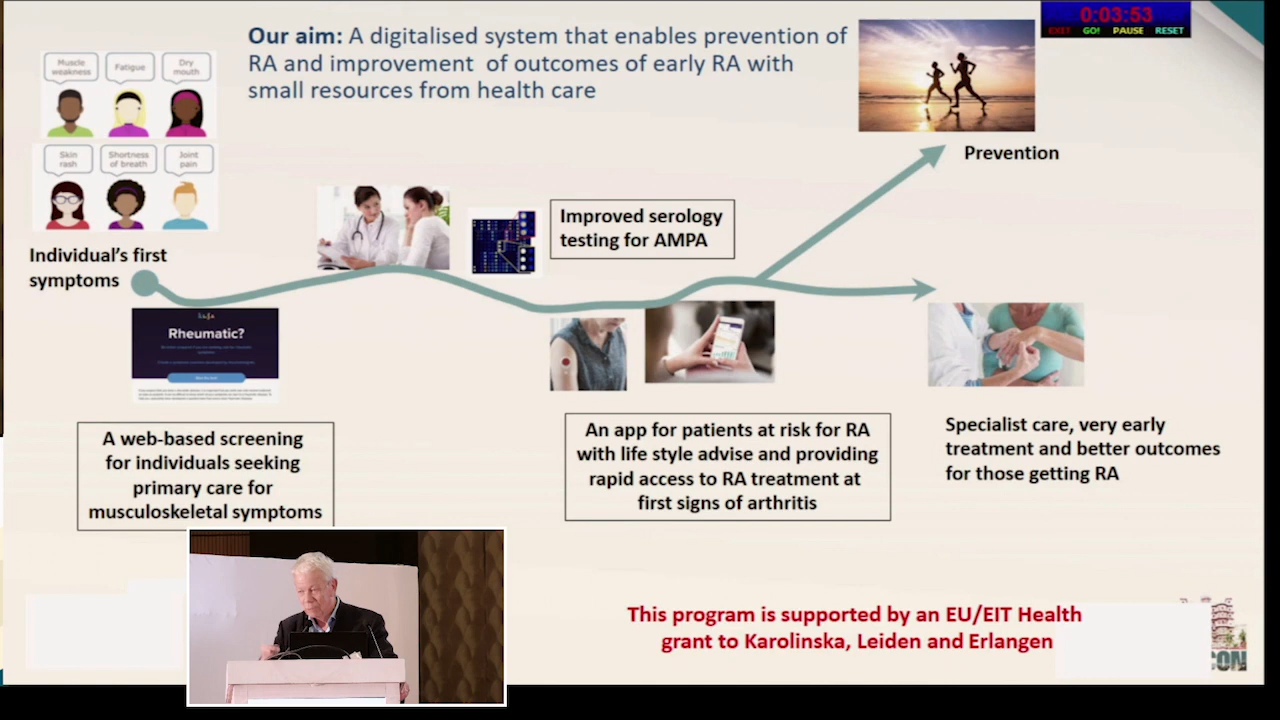 0:03:53
EXIT GO! PAUSE RESET
Our aim: A digitalised system that enables prevention of
RA and improvement of outcomes of early RA with
small resources from health care
Muscle
weakness
Fatigue
Dry
mouth
Skin
rash
Shortness
of breath
Joint
pain
Prevention
Improved serology
testing for AMPA
Individual's first
symptoms
Rheumatic?
A web-based screening
for individuals seeking
primary care for
musculoskeletal symptoms
An app for patients at risk for RA
with life style advise and providing
rapid access to RA treatment at
first signs of arthritis
Specialist care, very early
treatment and better outcomes
for those getting RA
This program is supported by an EU/EIT Health
grant to Karolinska, Leiden and Erlangen
CON